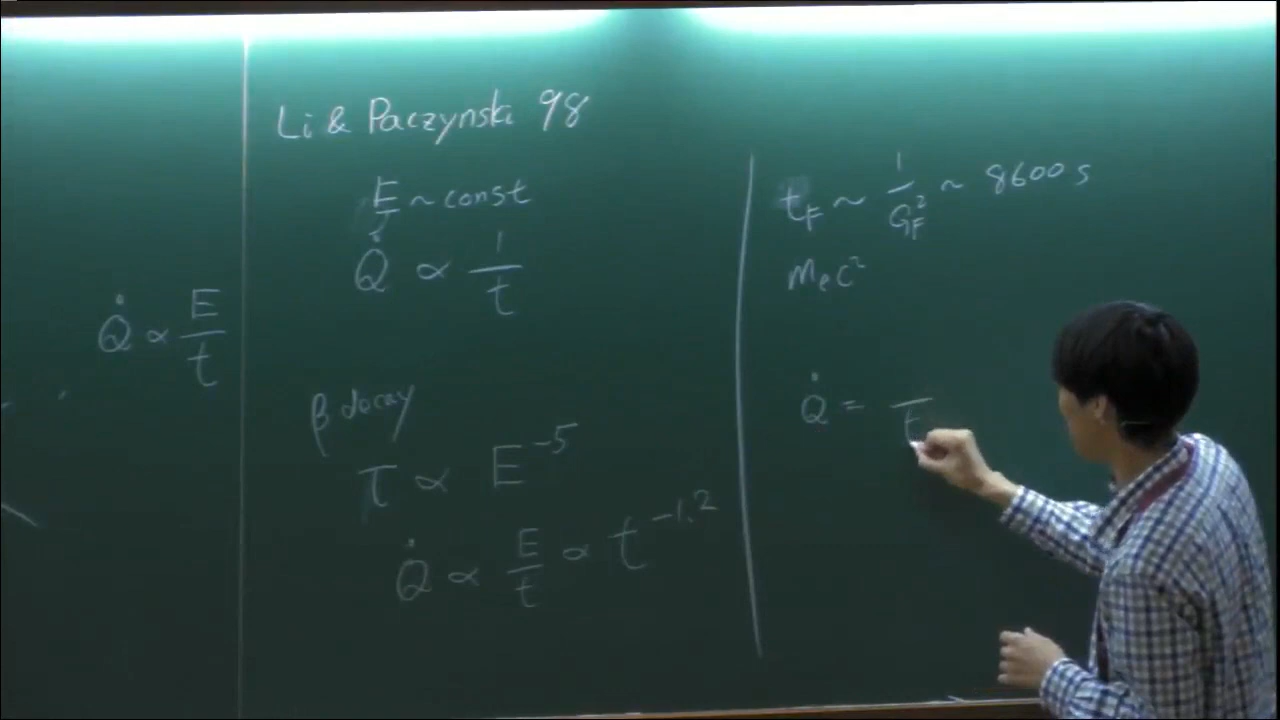 Q̇ ∝ E/t
Li & Paczynski 98
E ~ const
Q̇ ∝ 1/t
β decay
τ ∝ E^-5
Q̇ ∝ E/t ∝ t^-1.2
t_F ~ 1/G_F^2 ~ 8600 s
m_e c^2
Q̇ = /t